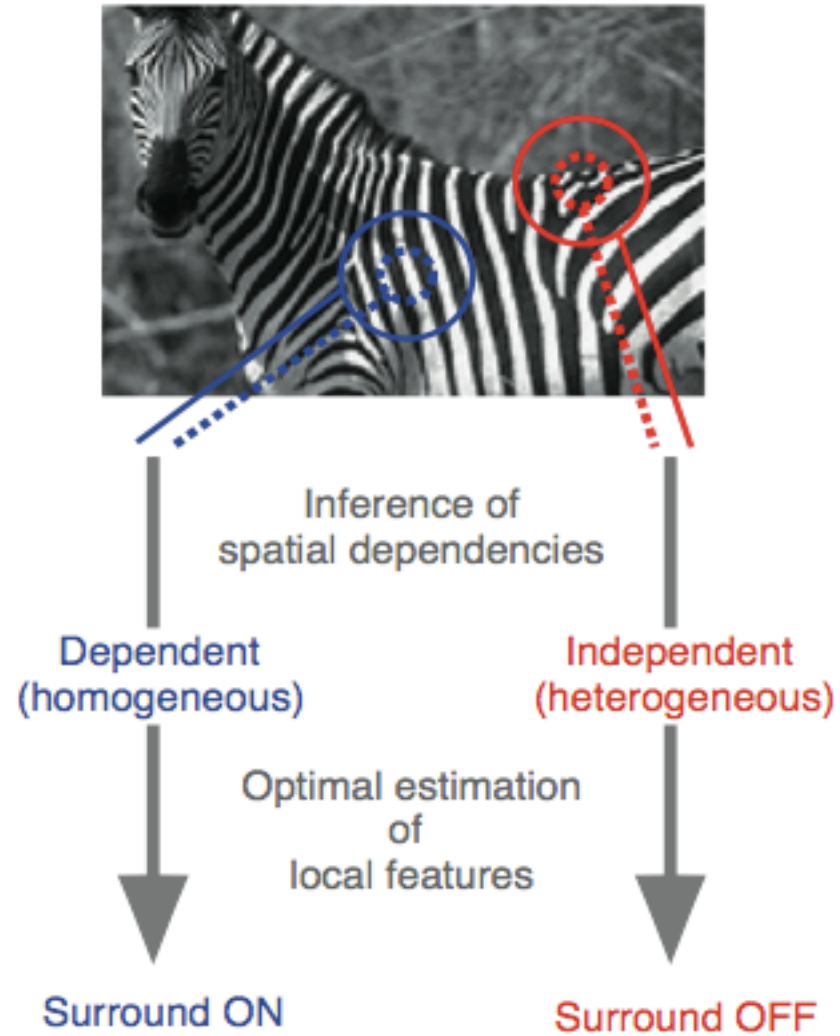 Inference of
spatial dependencies
Dependent
(homogeneous)
Independent
(heterogeneous)
Optimal estimation
of
local features
Surround ON
Surround OFF